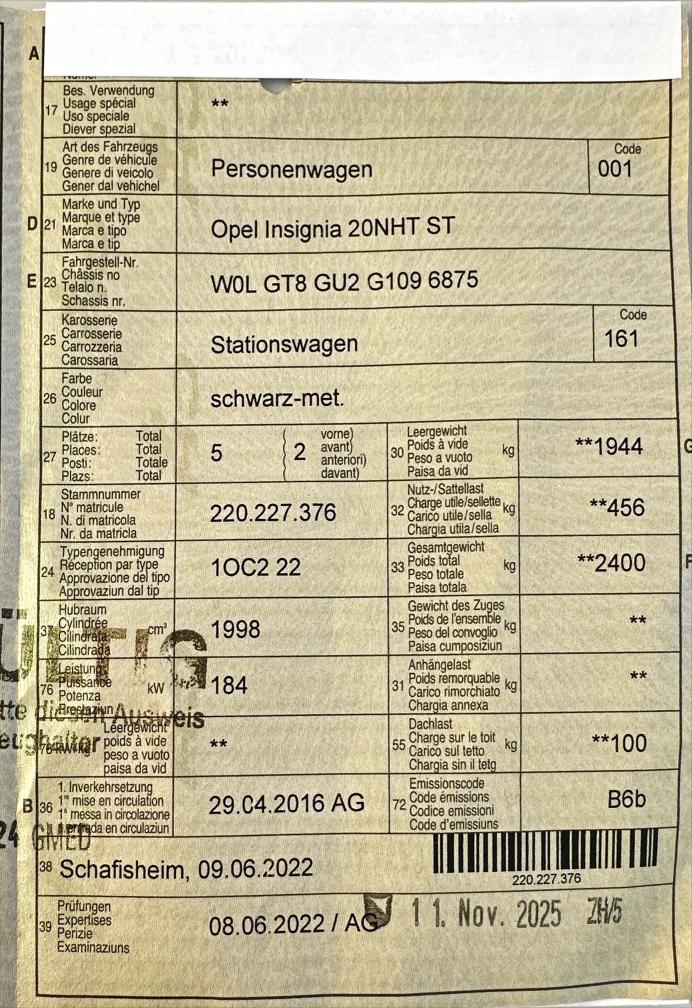 A
17
Bes. Verwendung
Usage spécial
Uso speciale
Diever spezial
**
19
Art des Fahrzeugs
Genre de véhicule
Genere di veicolo
Gener dal vehichel
Personenwagen
Code
001
D 21
Marke und Typ
Marque et type
Marca e tipo
Marca e tip
Opel Insignia 20NHT ST
E 23
Fahrgestell-Nr.
Châssis no
Telaio n.
Schassis nr.
W0L GT8 GU2 G109 6875
25
Karosserie
Carrosserie
Carrozzeria
Carossaria
Stationswagen
Code
161
26
Farbe
Couleur
Colore
Colur
schwarz-met.
27
Plätze: Total
Places: Total
Posti: Totale
Plazs: Total
5
2
vorne)
avant)
anteriori)
davant)
30
Leergewicht
Poids à vide
Peso a vuoto
Paisa da vid
kg
**1944
G
18
Stammnummer
N° matricule
N. di matricola
Nr. da matricla
220.227.376
32
Nutz-/Sattellast
Charge utile/sellette
Carico utile/sella
Chargia utila/sella
kg
**456
24
Typengenehmigung
Réception par type
Approvazione del tipo
Approvaziun dal tip
1OC2 22
33
Gesamtgewicht
Poids total
Peso totale
Paisa totala
kg
**2400
F
37
Hubraum
Cylindrée
Cilindrata
Cilindrada
cm³
1998
35
Gewicht des Zuges
Poids de l'ensemble
Peso del convoglio
Paisa cumposiziun
kg
**
ÜLTIG
76
Leistung
Puissance
Potenza
kW
184
31
Anhängelast
Poids remorquable
Carico rimorchiato
Chargia annexa
kg
**
tte diesen Ausweis
eughalter
Leergewicht
poids à vide
peso a vuoto
paisa da vid
**
55
Dachlast
Charge sur le toit
Carico sul tetto
Chargia sin il tetg
kg
**100
B 36
1. Inverkehrsetzung
1re mise en circulation
1a messa in circolazione
1. entrada en circulaziun
29.04.2016 AG
72
Emissionscode
Code émissions
Codice emissioni
Code d'emissiuns
B6b
24 GMED
38 Schafisheim, 09.06.2022
220.227.376
39
Prüfungen
Expertises
Perizie
Examinaziuns
08.06.2022 / AG
11. Nov. 2025 ZH/5